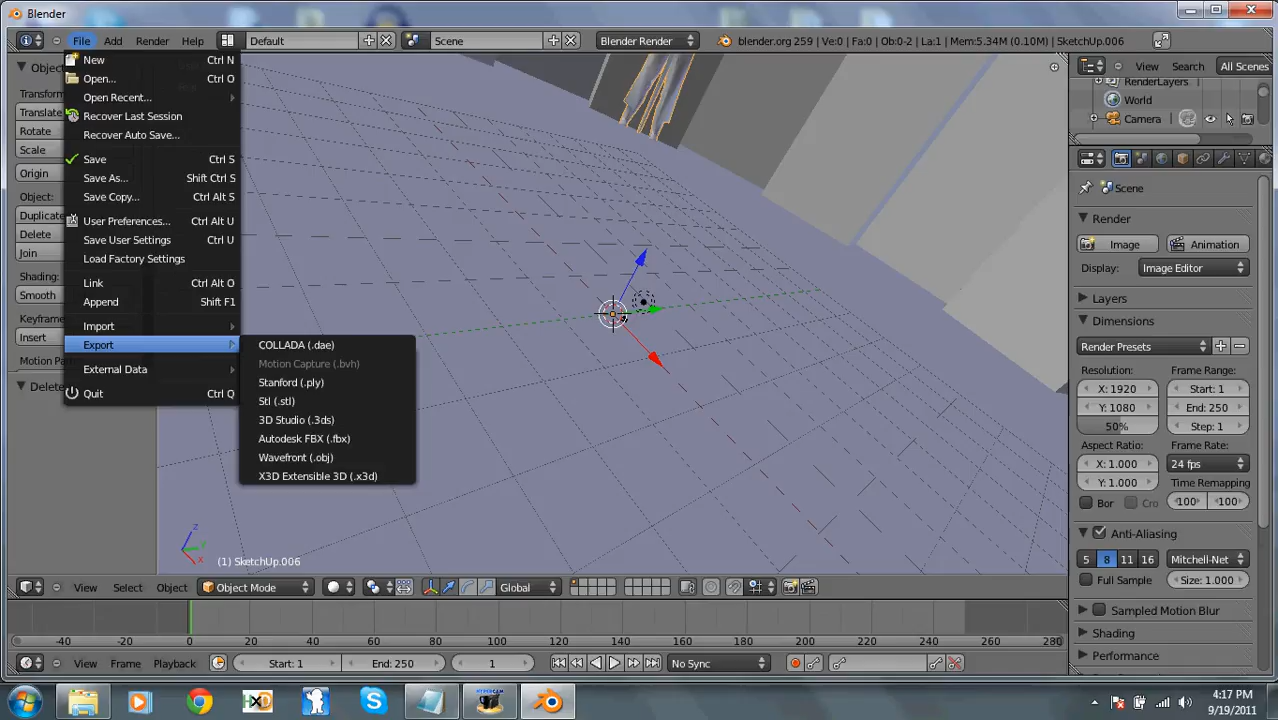 Blender
File Add Render Help Default Scene Blender Render blender.org 259 | Ve:0 | Fa:0 | Ob:0-2 | La:1 | Mem:5.34M (0.10M) | SketchUp.006
View Search All Scenes
RenderLayers
World
Camera
Scene
Render
Image Animation
Display: Image Editor
Layers
Dimensions
Render Presets
Resolution: Frame Range:
X: 1920 Start: 1
Y: 1080 End: 250
50% Step: 1
Aspect Ratio: Frame Rate:
X: 1.000 24 fps
Y: 1.000 Time Remapping
Bor Cro 100 100
Anti-Aliasing
5 8 11 16 Mitchell-Net
Full Sample Size: 1.000
Sampled Motion Blur
Shading
Performance
Objec
Transfor
Translate
Rotate
Scale
Origin
Object:
Duplicate
Delete
Join
Shading:
Smooth
Keyframe
Insert
Motion Pa
Delete
New Ctrl N
Open... Ctrl O
Open Recent...
Recover Last Session
Recover Auto Save...
Save Ctrl S
Save As... Shift Ctrl S
Save Copy... Ctrl Alt S
User Preferences... Ctrl Alt U
Save User Settings Ctrl U
Load Factory Settings
Link Ctrl Alt O
Append Shift F1
Import
Export
External Data
Quit Ctrl Q
COLLADA (.dae)
Motion Capture (.bvh)
Stanford (.ply)
Stl (.stl)
3D Studio (.3ds)
Autodesk FBX (.fbx)
Wavefront (.obj)
X3D Extensible 3D (.x3d)
z
y
x
(1) SketchUp.006
View Select Object Object Mode Global
-40 -20 0 20 40 60 80 100 120 140 160 180 200 220 240 260 280
View Frame Playback Start: 1 End: 250 1 No Sync
HXD
HYPERCAM
4:17 PM
9/19/2011